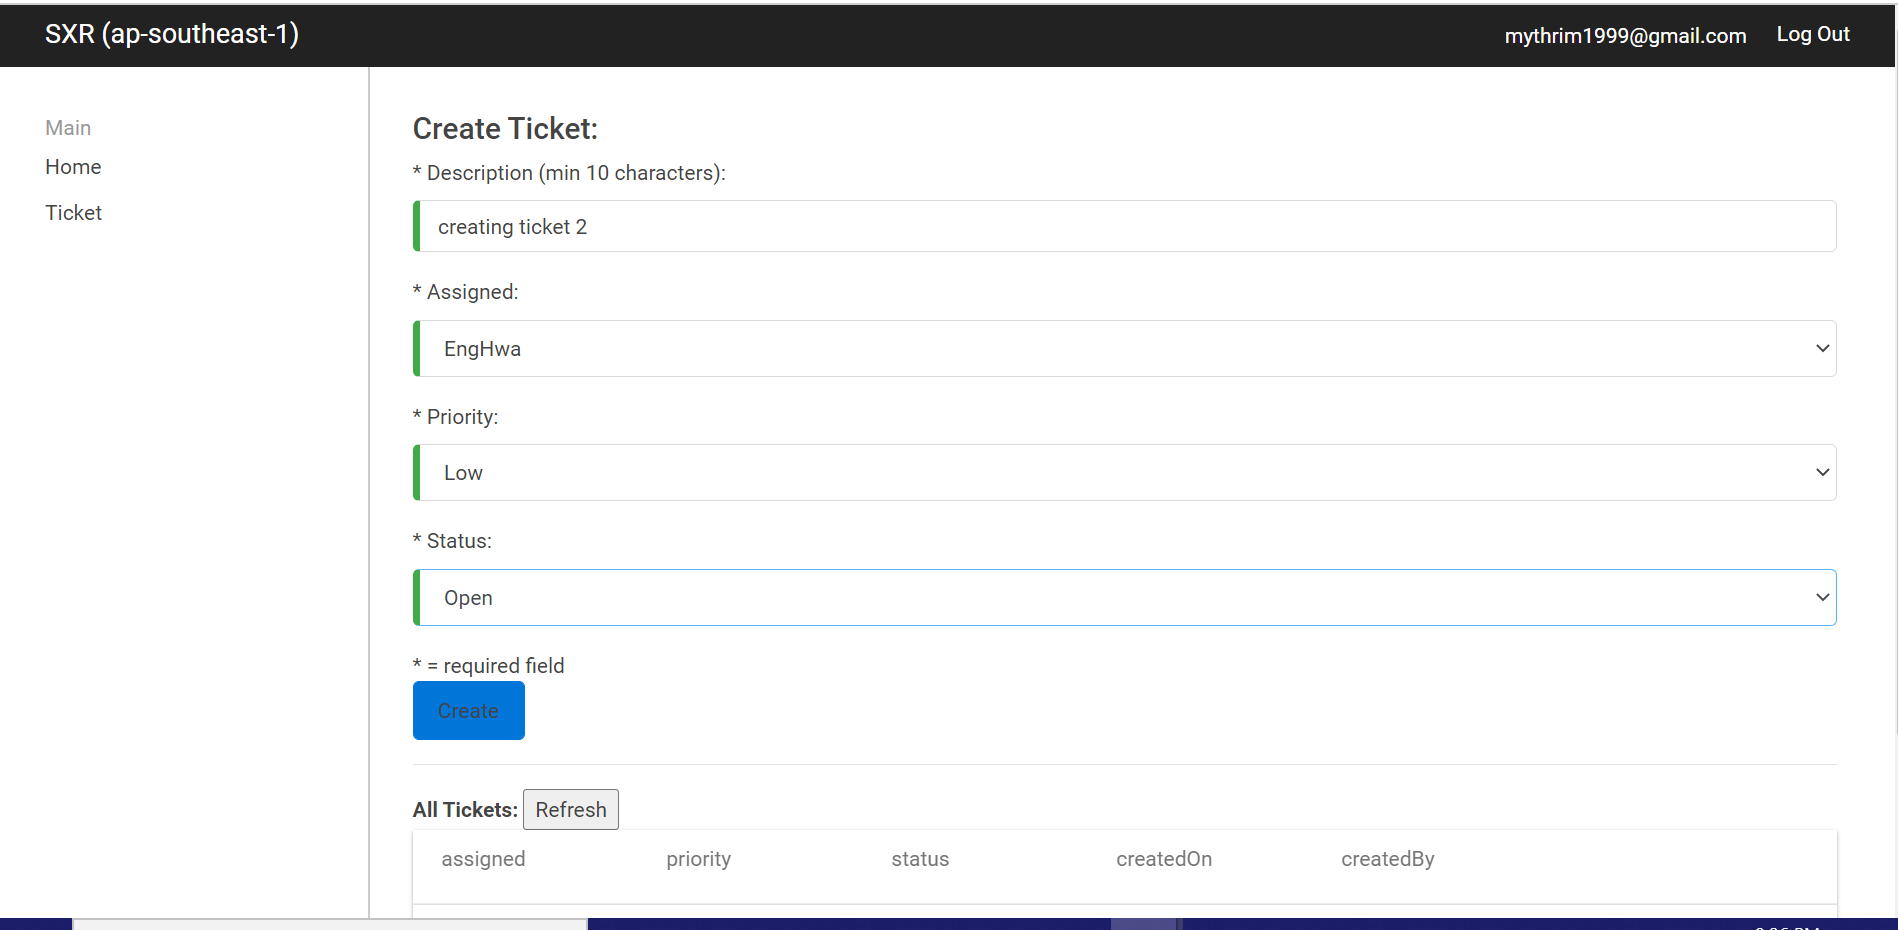 SXR (ap-southeast-1)
mythrim1999@gmail.com Log Out
Main
Home
Ticket
Create Ticket:
* Description (min 10 characters):
creating ticket 2
* Assigned:
EngHwa
* Priority:
Low
* Status:
Open
* = required field
Create
All Tickets: Refresh
assigned priority status createdOn createdBy